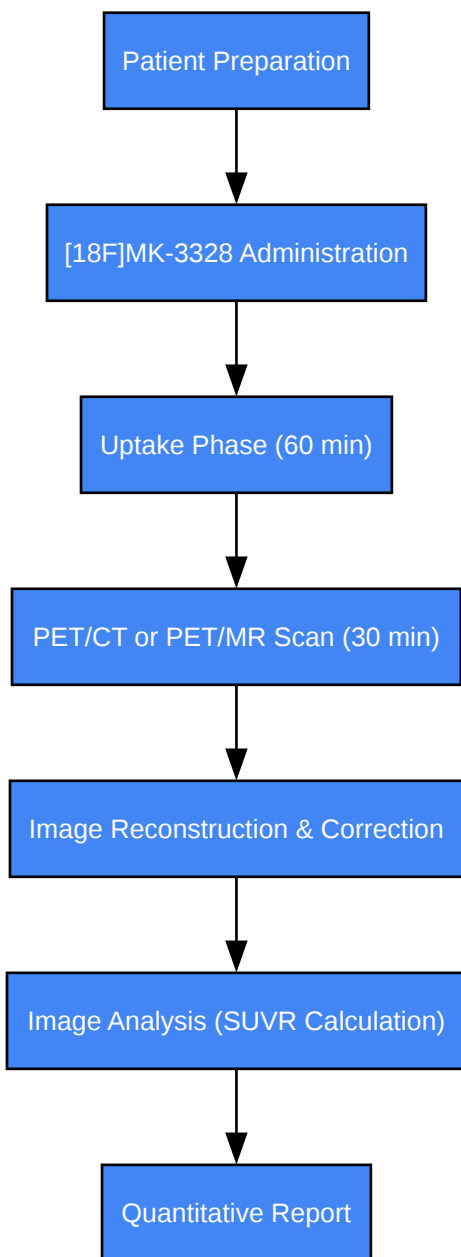 Patient Preparation
[18F]MK-3328 Administration
Uptake Phase (60 min)
PET/CT or PET/MR Scan (30 min)
Image Reconstruction & Correction
Image Analysis (SUVR Calculation)
Quantitative Report